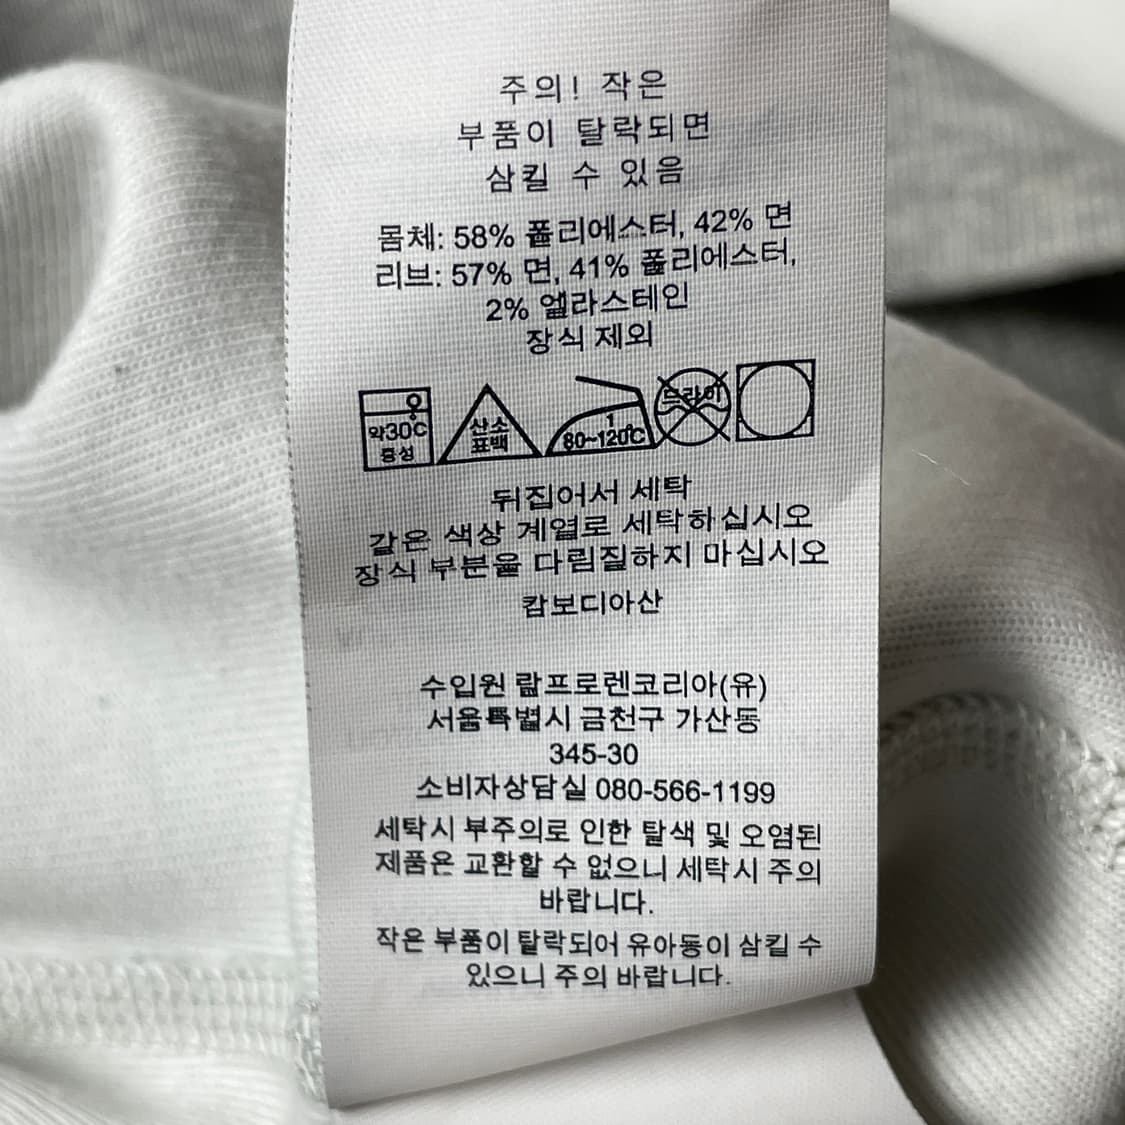 주의! 작은
부품이 탈락되면
삼킬 수 있음
몸체: 58% 폴리에스터, 42% 면
리브: 57% 면, 41% 폴리에스터,
2% 엘라스테인
장식 제외
약30℃
중성
산소
표백
1
80~120℃
드라이
뒤집어서 세탁
같은 색상 계열로 세탁하십시오
장식 부분을 다림질하지 마십시오
캄보디아산
수입원 랄프로렌코리아(유)
서울특별시 금천구 가산동
345-30
소비자상담실 080-566-1199
세탁시 부주의로 인한 탈색 및 오염된
제품은 교환할 수 없으니 세탁시 주의
바랍니다.
작은 부품이 탈락되어 유아동이 삼킬 수
있으니 주의 바랍니다.